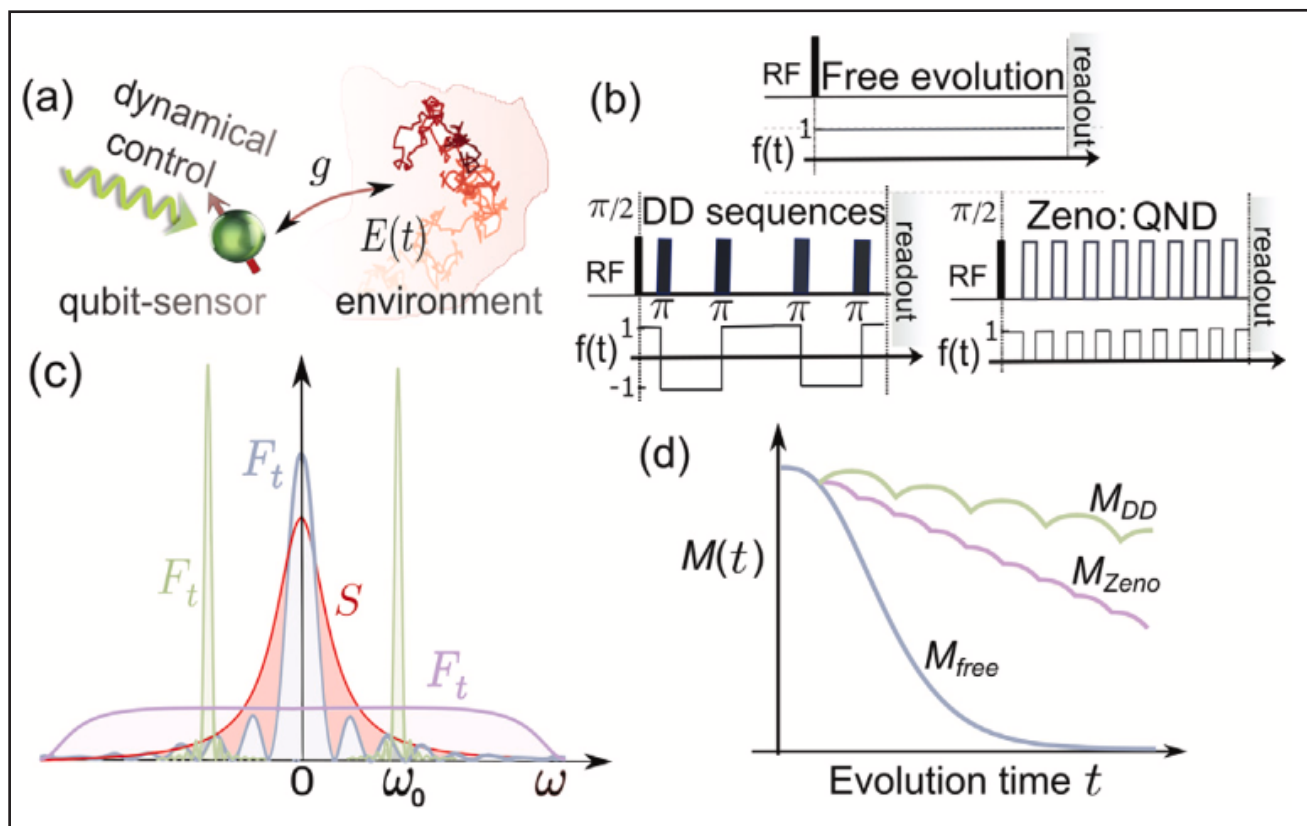 (a)
dynamical
control
g
E(t)
qubit-sensor
environment
(b)
RF
Free evolution
readout
1
f(t)
π/2
DD sequences
readout
RF
π
π
π
π
f(t)
1
-1
π/2
Zeno:QND
readout
RF
1
f(t)
(c)
F_t
F_t
S
F_t
0
ω_0
ω
(d)
M(t)
M_DD
M_Zeno
M_free
Evolution time t